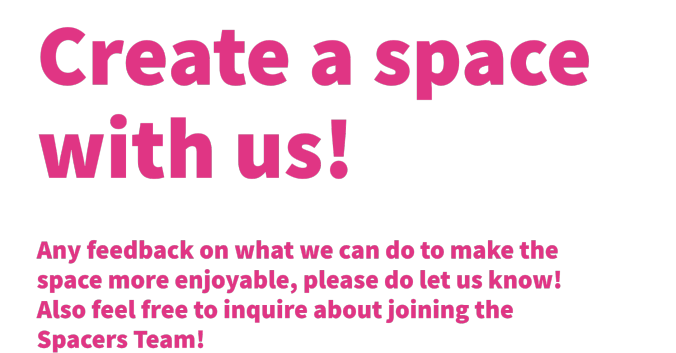 Create a space
with us!
Any feedback on what we can do to make the
space more enjoyable, please do let us know!
Also feel free to inquire about joining the
Spacers Team!